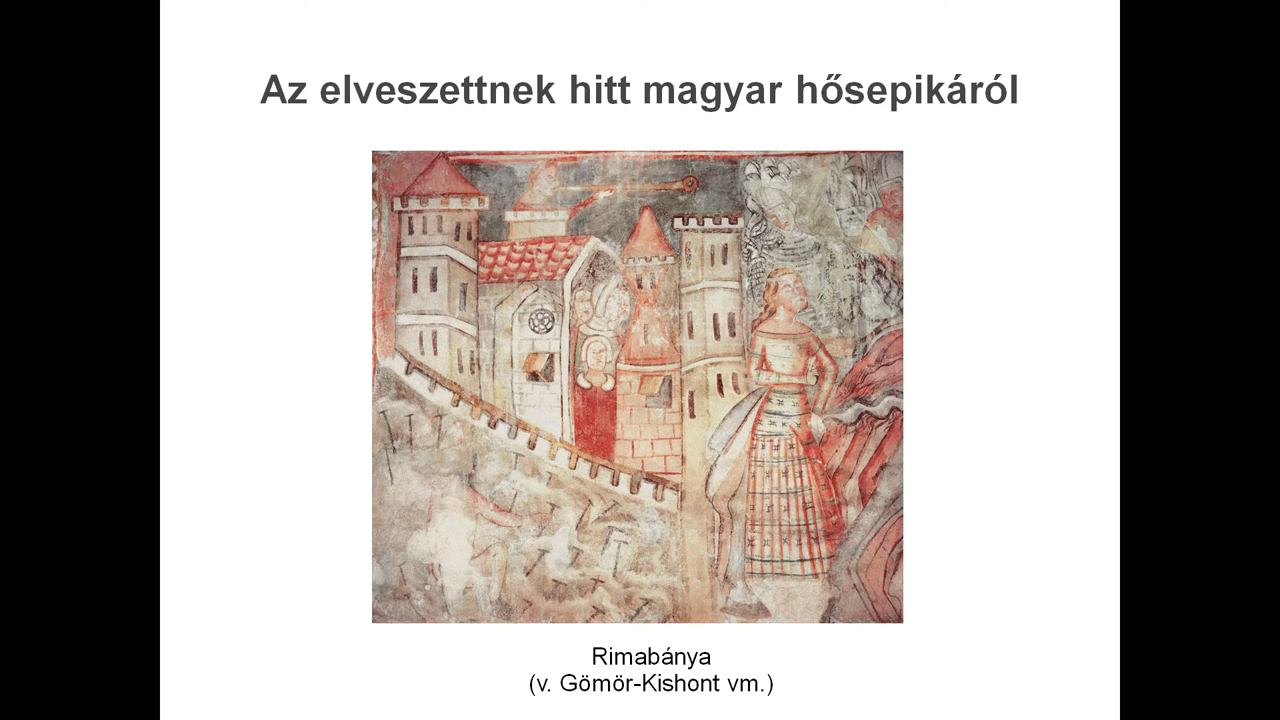 Az elveszettnek hitt magyar hősepikáról
Rimabánya
(v. Gömör-Kishont vm.)